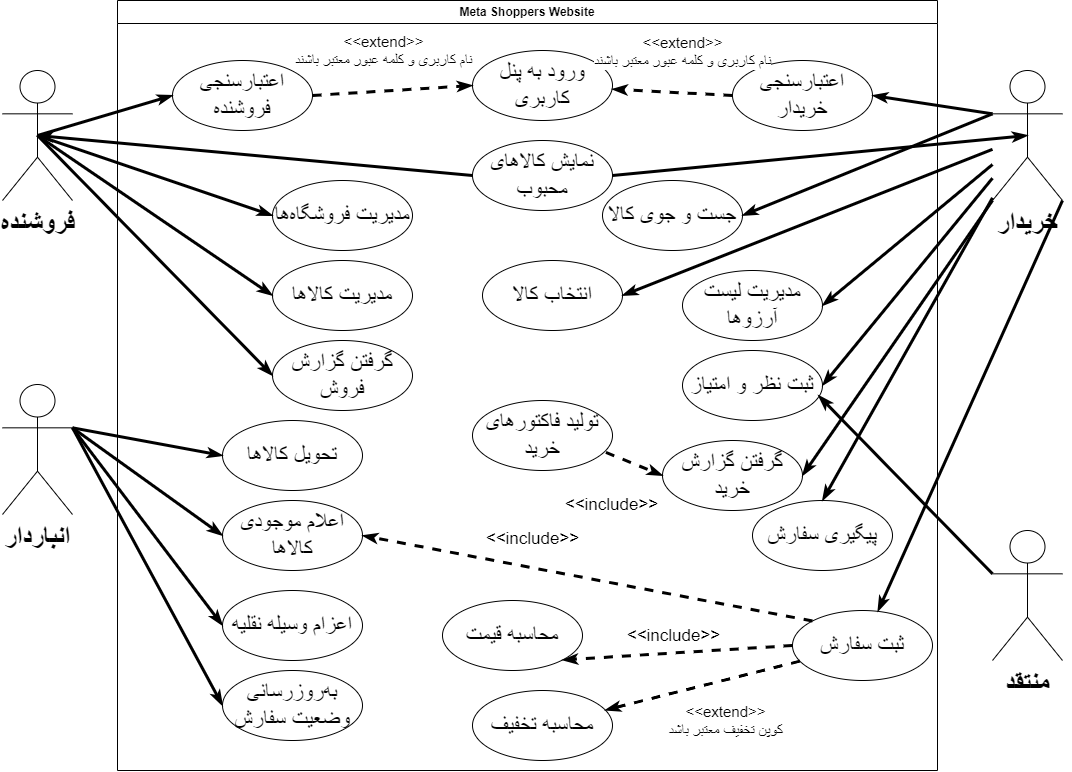 Meta Shoppers Website
<<extend>>
نام کاربری و کلمه عبور معتبر باشند
<<extend>>
نام کاربری و کلمه عبور معتبر باشند
اعتبارسنجی
فروشنده
ورود به پنل
کاربری
اعتبارسنجی
خریدار
نمایش کالاهای
محبوب
مدیریت فروشگاه‌ها
جست و جوی کالا
فروشنده
خریدار
مدیریت کالاها
انتخاب کالا
مدیریت لیست
آرزوها
گرفتن گزارش
فروش
ثبت نظر و امتیاز
تولید فاکتورهای
خرید
تحویل کالاها
گرفتن گزارش
خرید
<<include>>
اعلام موجودی
کالاها
<<include>>
پیگیری سفارش
انباردار
اعزام وسیله نقلیه
محاسبه قیمت
<<include>>
ثبت سفارش
منتقد
به‌روزرسانی
وضعیت سفارش
محاسبه تخفیف
<<extend>>
کوپن تخفیف معتبر باشد